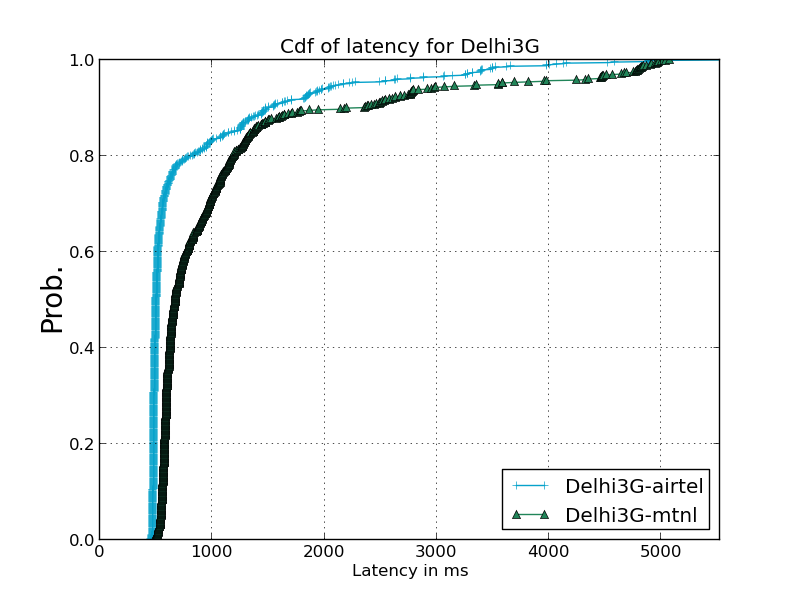 Cdf of latency for Delhi3G
1.0
0.8
0.6
0.4
0.2
0.0
Prob.
0 1000 2000 3000 4000 5000
Latency in ms
Delhi3G-airtel
Delhi3G-mtnl